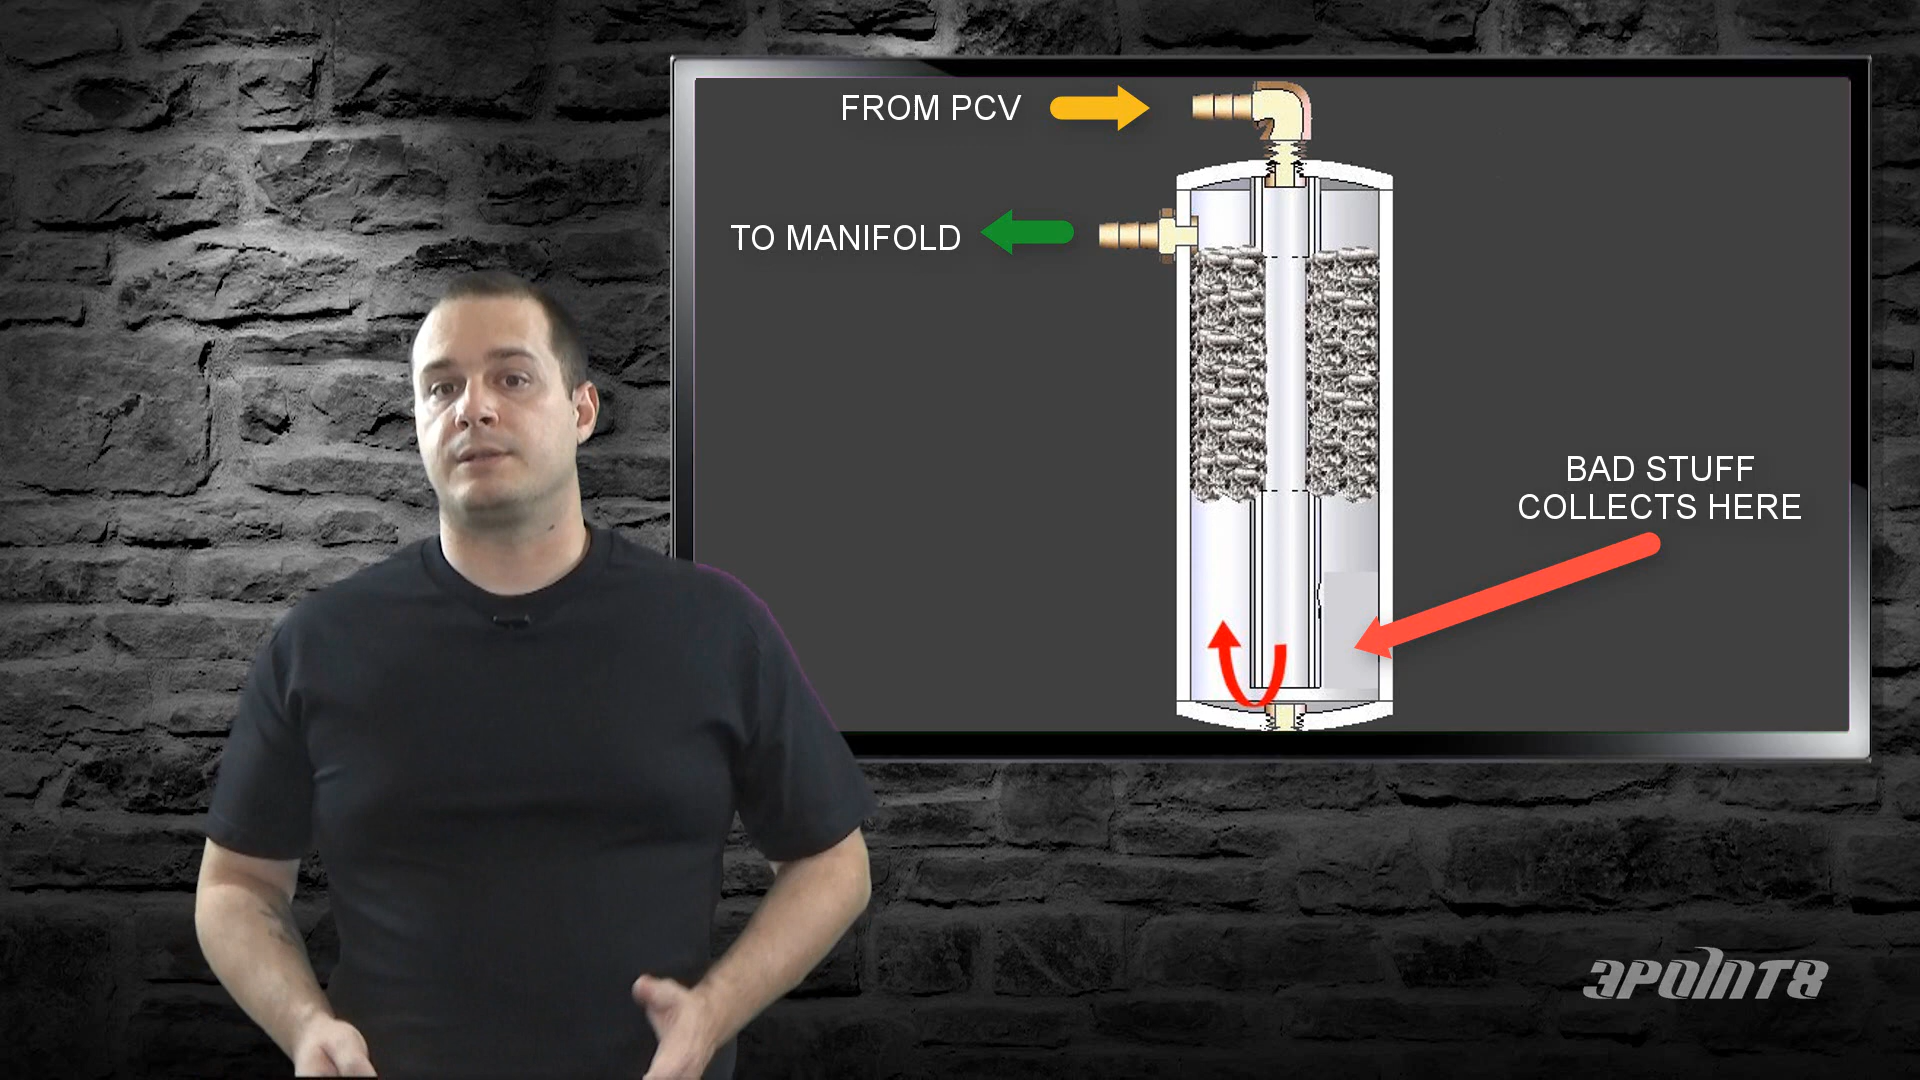 FROM PCV
TO MANIFOLD
BAD STUFF
COLLECTS HERE
3POINT8